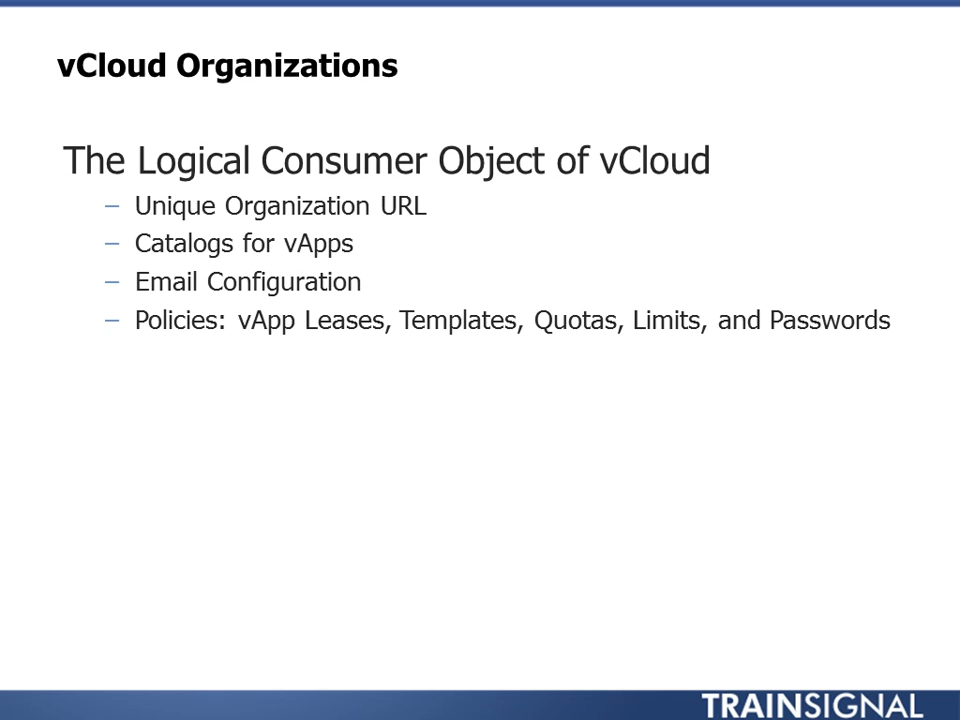 vCloud Organizations
The Logical Consumer Object of vCloud
– Unique Organization URL
– Catalogs for vApps
– Email Configuration
– Policies: vApp Leases, Templates, Quotas, Limits, and Passwords
TRAINSIGNAL